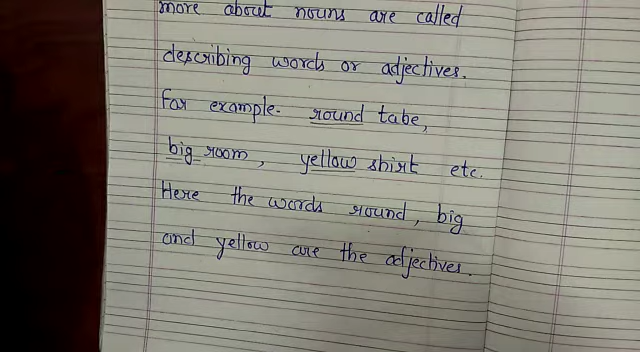 more about nouns are called
describing words or adjectives.
For example- round tabe,
big room, yellow shirt etc.
Here the words round, big
and yellow are the adjectives.